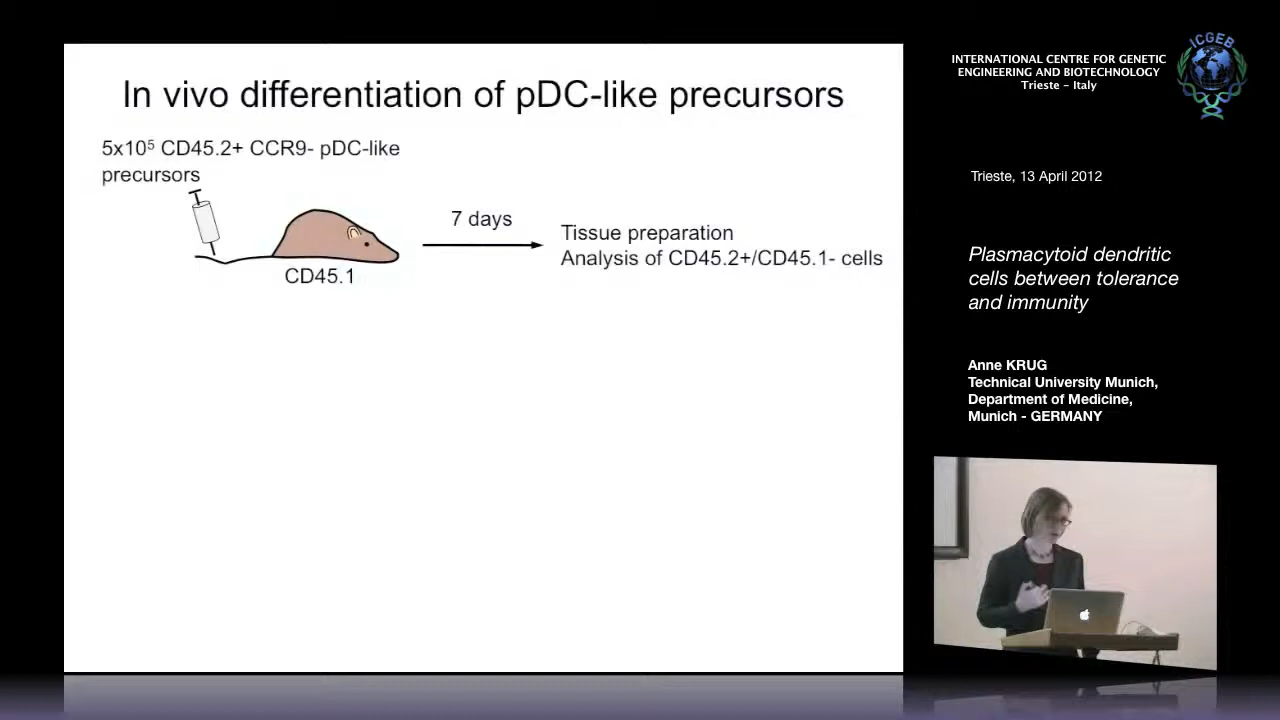 In vivo differentiation of pDC-like precursors
5x10⁵ CD45.2+ CCR9- pDC-like
precursors
7 days
Tissue preparation
Analysis of CD45.2+/CD45.1- cells
CD45.1
INTERNATIONAL CENTRE FOR GENETIC
ENGINEERING AND BIOTECHNOLOGY
Trieste - Italy
ICGEB
Trieste, 13 April 2012
Plasmacytoid dendritic
cells between tolerance
and immunity
Anne KRUG
Technical University Munich,
Department of Medicine,
Munich - GERMANY